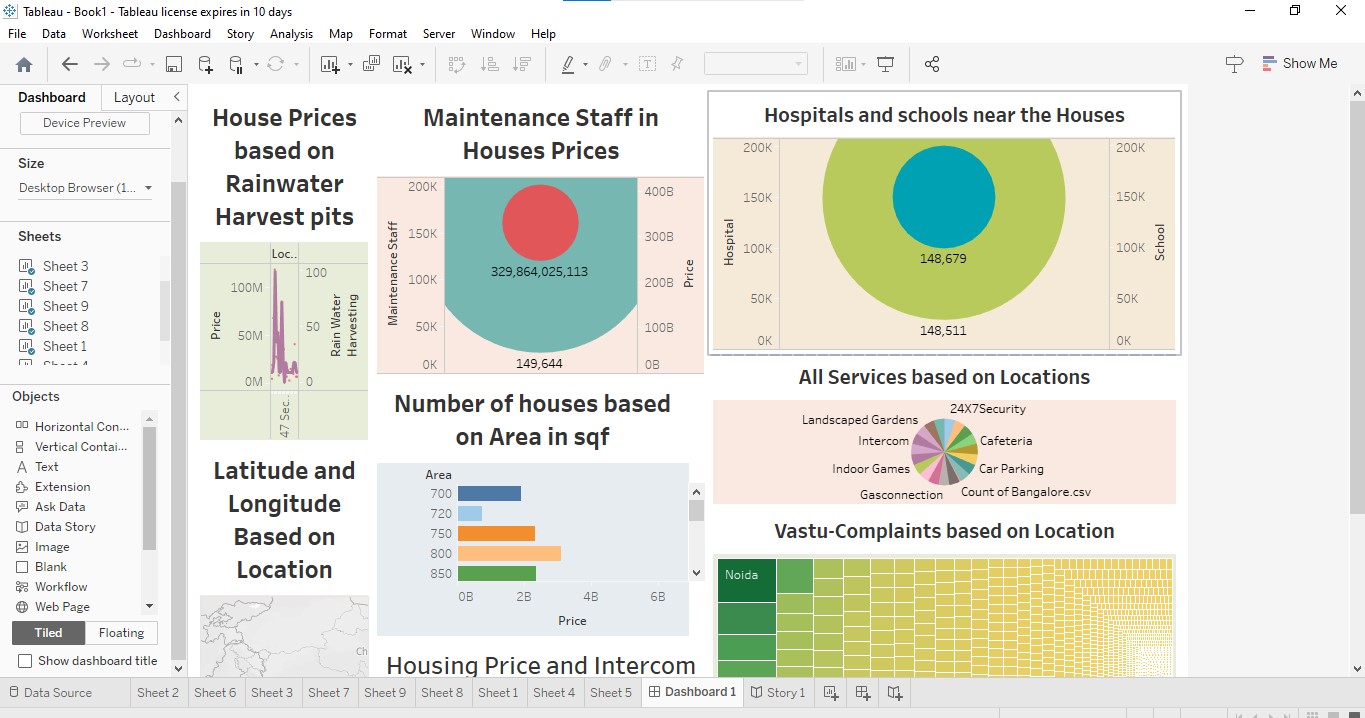 Tableau - Book1 - Tableau license expires in 10 days
File Data Worksheet Dashboard Story Analysis Map Format Server Window Help
Show Me
Dashboard Layout
Device Preview
Size
Desktop Browser (1...
Sheets
Sheet 3
Sheet 7
Sheet 9
Sheet 8
Sheet 1
Objects
Horizontal Con...
Vertical Contai...
Text
Extension
Ask Data
Data Story
Image
Blank
Workflow
Web Page
Tiled Floating
Show dashboard title
House Prices
based on
Rainwater
Harvest pits
Loc..
100M
50M
0M
Price
100
50
0
Rain Water
Harvesting
47 Sec..
Latitude and
Longitude
Based on
Location
Ch
Maintenance Staff in
Houses Prices
200K
150K
100K
50K
0K
Maintenance Staff
329,864,025,113
149,644
400B
300B
200B
100B
0B
Price
Number of houses based
on Area in sqf
Area
700
720
750
800
850
0B 2B 4B 6B
Price
Housing Price and Intercom
Hospitals and schools near the Houses
200K
150K
100K
50K
0K
Hospital
148,679
148,511
200K
150K
100K
50K
0K
School
All Services based on Locations
24X7Security
Landscaped Gardens
Intercom
Cafeteria
Indoor Games
Car Parking
Gasconnection
Count of Bangalore.csv
Vastu-Complaints based on Location
Noida
Data Source Sheet 2 Sheet 6 Sheet 3 Sheet 7 Sheet 9 Sheet 8 Sheet 1 Sheet 4 Sheet 5 Dashboard 1 Story 1